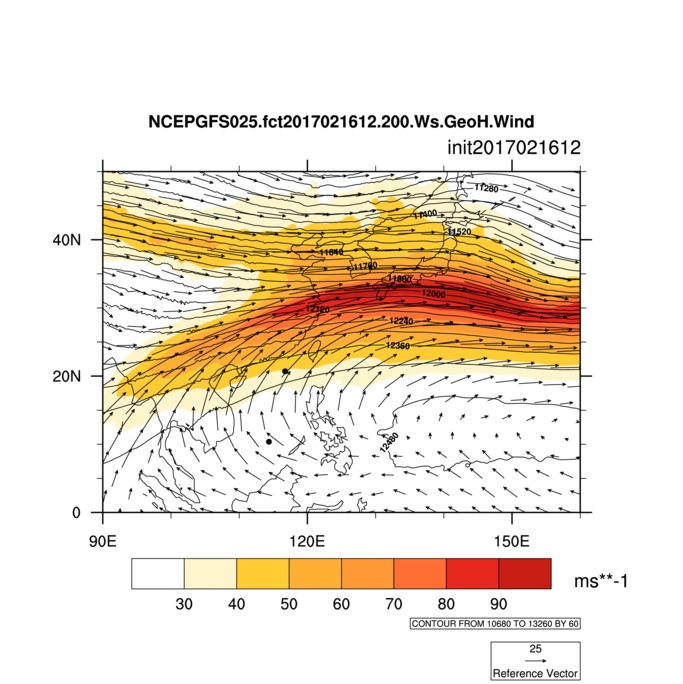 NCEPGFS025.fct2017021612.200.Ws.GeoH.Wind
init2017021612
11280
11400
11520
40N
11640
11760
11880
12000
12120
12240
12360
20N
12480
0
90E 120E 150E
ms**-1
30 40 50 60 70 80 90
CONTOUR FROM 10680 TO 13260 BY 60
25
Reference Vector